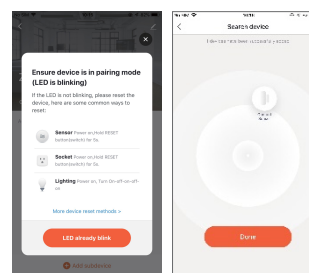 Ensure device is in pairing mode
(LED is blinking)
If the LED is not blinking, please reset the
device, here are some common ways to
reset:
Sensor Power on,Hold RESET
button(switch) for 5s.
Socket Power on,Hold RESET
button(switch) for 5s.
Lighting Power on, Turn On-off-on-off-
on
More device reset methods >
LED already blink
Add subdevice
Search device
Done